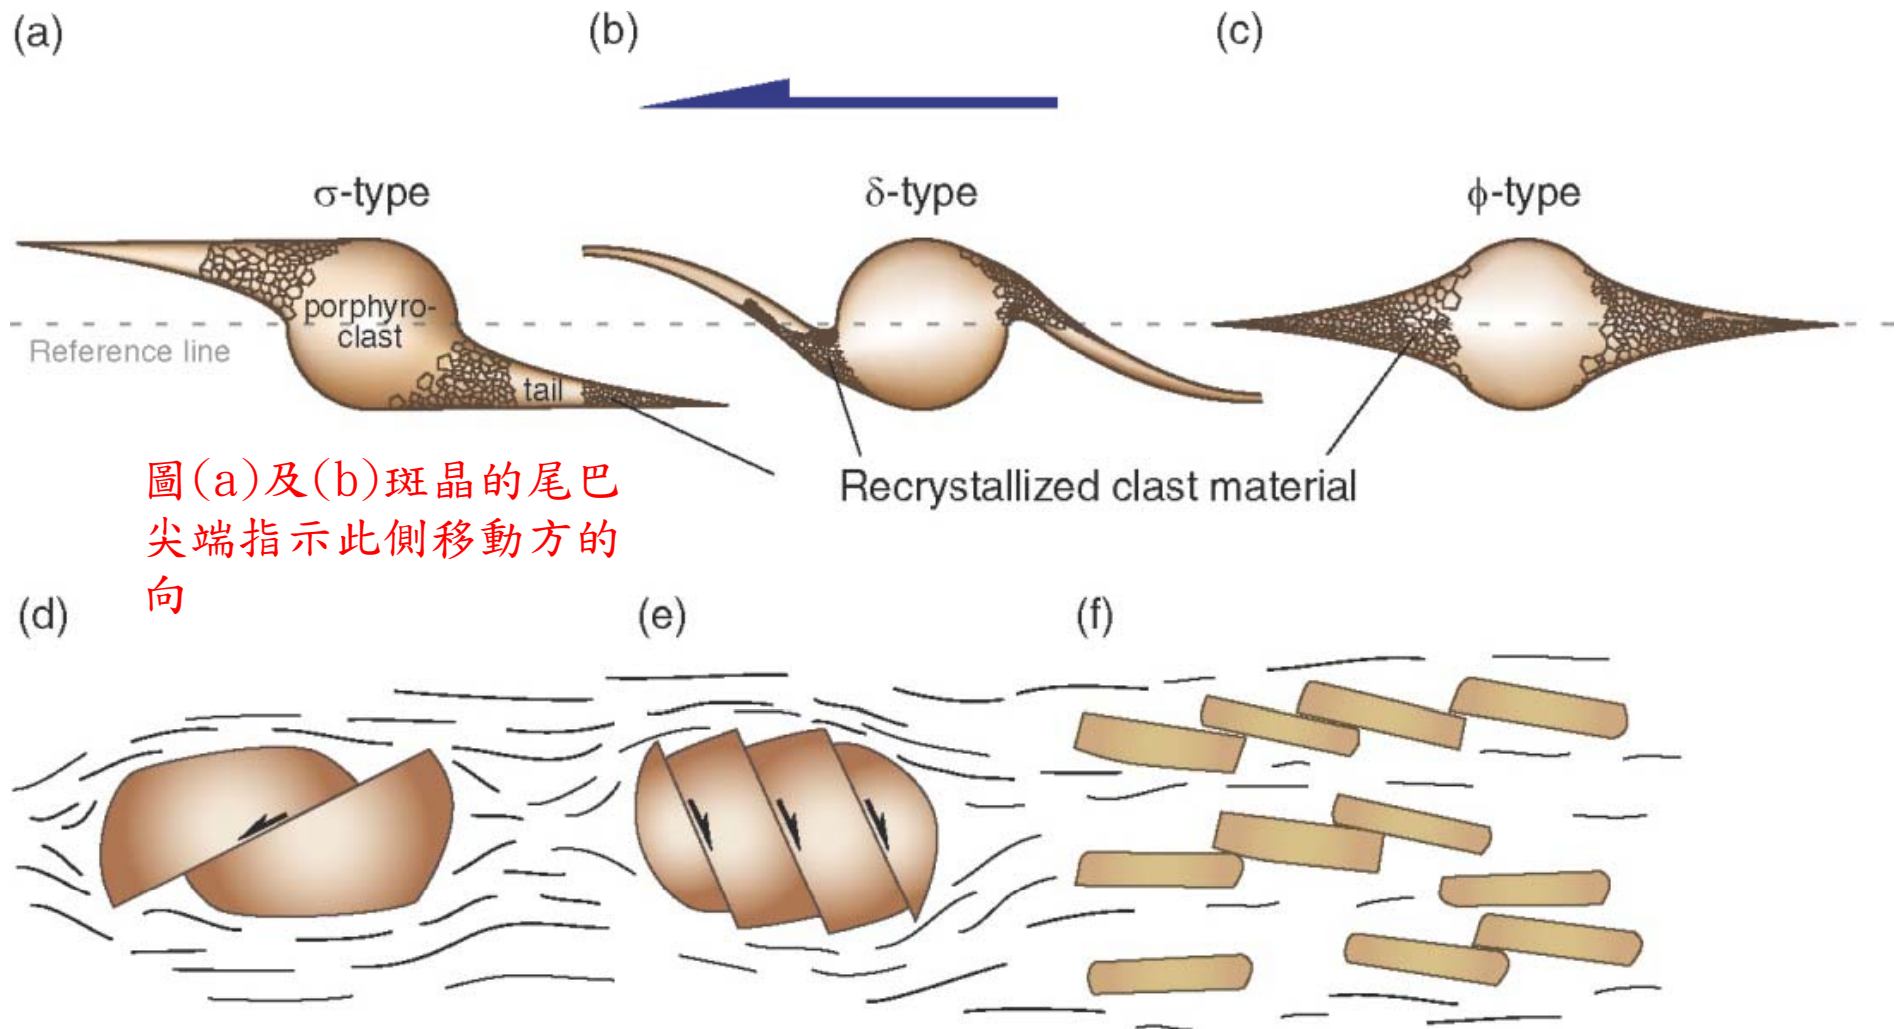 (a)
(b)
(c)
σ-type
δ-type
ϕ-type
porphyro-
clast
Reference line
tail
Recrystallized clast material
圖(a)及(b)斑晶的尾巴
尖端指示此側移動方的
向
(d)
(e)
(f)